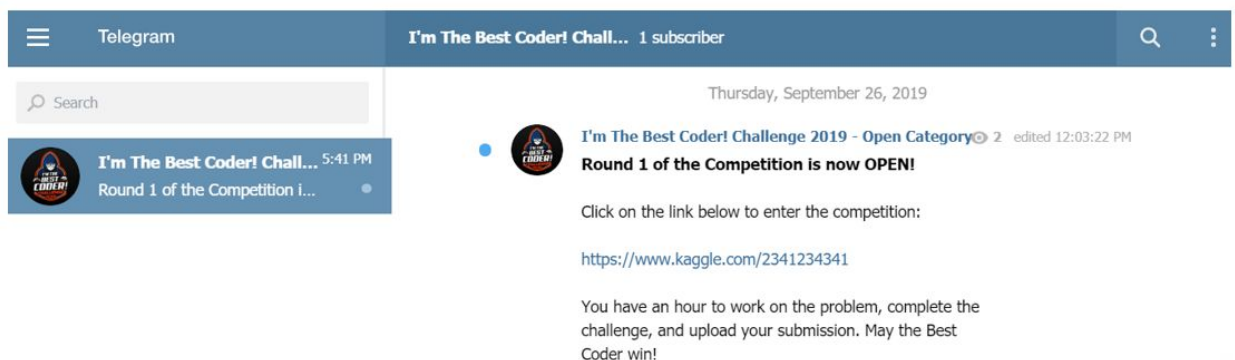 Telegram
I'm The Best Coder! Chall... 1 subscriber
Search
I'm The Best Coder! Chall... 5:41 PM
Round 1 of the Competition i...
Thursday, September 26, 2019
I'm The Best Coder! Challenge 2019 - Open Category 2 edited 12:03:22 PM
Round 1 of the Competition is now OPEN!
Click on the link below to enter the competition:
https://www.kaggle.com/2341234341
You have an hour to work on the problem, complete the
challenge, and upload your submission. May the Best
Coder win!